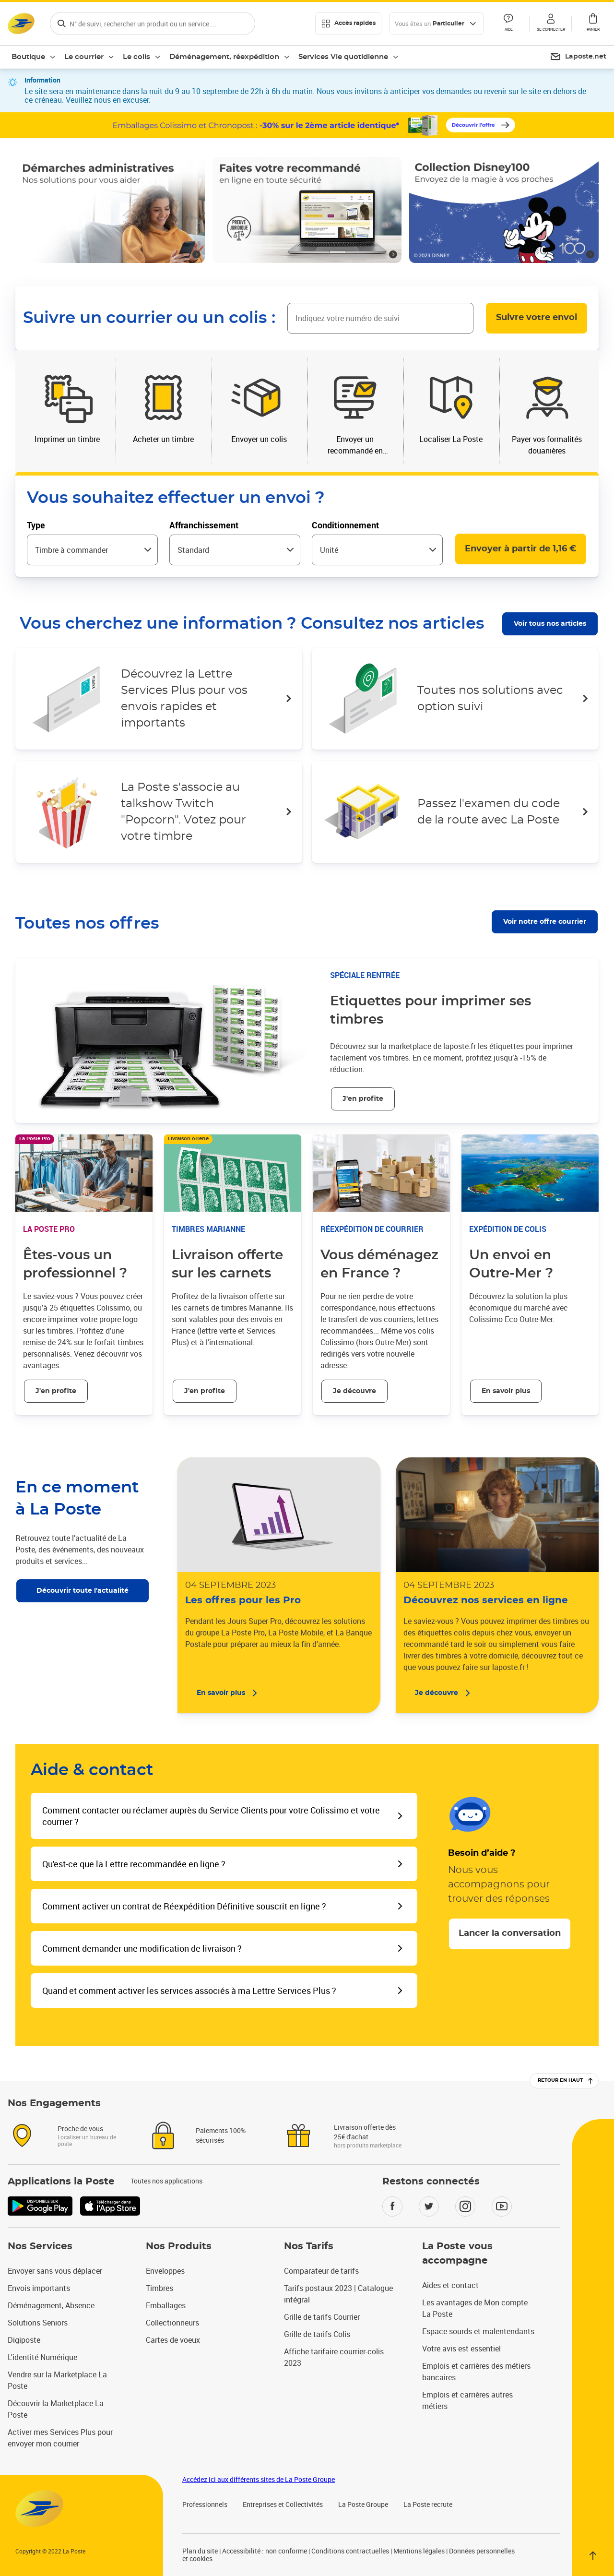 N° de suivi, rechercher un produit ou un service....
Accès rapides
Vous êtes un Particulier
AIDE
SE CONNECTER
PANIER
Boutique
Le courrier
Le colis
Déménagement, réexpédition
Services Vie quotidienne
Laposte.net
Information
Le site sera en maintenance dans la nuit du 9 au 10 septembre de 22h à 6h du matin. Nous vous invitons à anticiper vos demandes ou revenir sur le site en dehors de
ce créneau. Veuillez nous en excuser.
Emballages Colissimo et Chronopost : -30% sur le 2ème article identique*
Découvrir l'offre
Démarches administratives
Nos solutions pour vous aider
Faites votre recommandé
en ligne en toute sécurité
PREUVE
JURIDIQUE
Collection Disney100
Envoyez de la magie à vos proches
© 2023 DISNEY
Disney
100
Suivre un courrier ou un colis :
Indiquez votre numéro de suivi
Suivre votre envoi
Imprimer un timbre
Acheter un timbre
Envoyer un colis
Envoyer un
recommandé en...
Localiser La Poste
Payer vos formalités
douanières
Vous souhaitez effectuer un envoi ?
Type
Affranchissement
Conditionnement
Timbre à commander
Standard
Unité
Envoyer à partir de 1,16 €
Vous cherchez une information ? Consultez nos articles
Voir tous nos articles
Découvrez la Lettre
Services Plus pour vos
envois rapides et
importants
Toutes nos solutions avec
option suivi
La Poste s'associe au
talkshow Twitch
"Popcorn". Votez pour
votre timbre
Passez l'examen du code
de la route avec La Poste
Toutes nos offres
Voir notre offre courrier
SPÉCIALE RENTRÉE
Etiquettes pour imprimer ses
timbres
Découvrez sur la marketplace de laposte.fr les étiquettes pour imprimer
facilement vos timbres. En ce moment, profitez jusqu'à -15% de
réduction.
J'en profite
La Poste Pro
LA POSTE PRO
Êtes-vous un
professionnel ?
Le saviez-vous ? Vous pouvez créer
jusqu'à 25 étiquettes Colissimo, ou
encore imprimer votre propre logo
sur les timbres. Profitez d'une
remise de 24% sur le forfait timbres
personnalisés. Venez découvrir vos
avantages.
J'en profite
Livraison offerte
TIMBRES MARIANNE
Livraison offerte
sur les carnets
Profitez de la livraison offerte sur
les carnets de timbres Marianne. Ils
sont valables pour des envois en
France (lettre verte et Services
Plus) et à l'international.
J'en profite
RÉEXPÉDITION DE COURRIER
Vous déménagez
en France ?
Pour ne rien perdre de votre
correspondance, nous effectuons
le transfert de vos courriers, lettres
recommandées... Même vos colis
Colissimo (hors Outre-Mer) sont
redirigés vers votre nouvelle
adresse.
Je découvre
EXPÉDITION DE COLIS
Un envoi en
Outre-Mer ?
Découvrez la solution la plus
économique du marché avec
Colissimo Eco Outre-Mer.
En savoir plus
En ce moment
à La Poste
Retrouvez toute l'actualité de La
Poste, des événements, des nouveaux
produits et services...
Découvrir toute l'actualité
04 SEPTEMBRE 2023
Les offres pour les Pro
Pendant les Jours Super Pro, découvrez les solutions
du groupe La Poste Pro, La Poste Mobile, et La Banque
Postale pour préparer au mieux la fin d'année.
En savoir plus
04 SEPTEMBRE 2023
Découvrez nos services en ligne
Le saviez-vous ? Vous pouvez imprimer des timbres ou
des étiquettes colis depuis chez vous, envoyer un
recommandé tard le soir ou simplement vous faire
livrer des timbres à votre domicile, découvrez tout ce
que vous pouvez faire sur laposte.fr !
Je découvre
Aide & contact
Comment contacter ou réclamer auprès du Service Clients pour votre Colissimo et votre
courrier ?
Qu'est-ce que la Lettre recommandée en ligne ?
Comment activer un contrat de Réexpédition Définitive souscrit en ligne ?
Comment demander une modification de livraison ?
Quand et comment activer les services associés à ma Lettre Services Plus ?
Besoin d'aide ?
Nous vous
accompagnons pour
trouver des réponses
Lancer la conversation
RETOUR EN HAUT
Nos Engagements
Proche de vous
Localiser un bureau de
poste
Paiements 100%
sécurisés
Livraison offerte dès
25€ d'achat
hors produits marketplace
Applications la Poste
Toutes nos applications
DISPONIBLE SUR
Google Play
Télécharger dans
l'App Store
Restons connectés
Nos Services
Envoyer sans vous déplacer
Envois importants
Déménagement, Absence
Solutions Seniors
Digiposte
L'identité Numérique
Vendre sur la Marketplace La
Poste
Découvrir la Marketplace La
Poste
Activer mes Services Plus pour
envoyer mon courrier
Nos Produits
Enveloppes
Timbres
Emballages
Collectionneurs
Cartes de voeux
Nos Tarifs
Comparateur de tarifs
Tarifs postaux 2023 | Catalogue
intégral
Grille de tarifs Courrier
Grille de tarifs Colis
Affiche tarifaire courrier-colis
2023
La Poste vous
accompagne
Aides et contact
Les avantages de Mon compte
La Poste
Espace sourds et malentendants
Votre avis est essentiel
Emplois et carrières des métiers
bancaires
Emplois et carrières autres
métiers
Accédez ici aux différents sites de La Poste Groupe
Professionnels
Entreprises et Collectivités
La Poste Groupe
La Poste recrute
Copyright © 2022 La Poste
Plan du site | Accessibilité : non conforme | Conditions contractuelles | Mentions légales | Données personnelles
et cookies